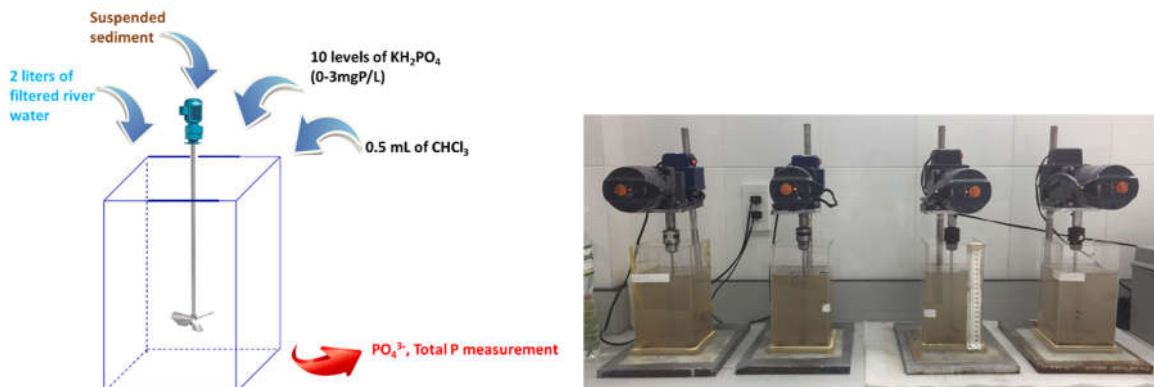 Suspended
sediment
10 levels of KH₂PO₄
(0-3mgP/L)
2 liters of
filtered river
water
0.5 mL of CHCl₃
PO₄³⁻, Total P measurement